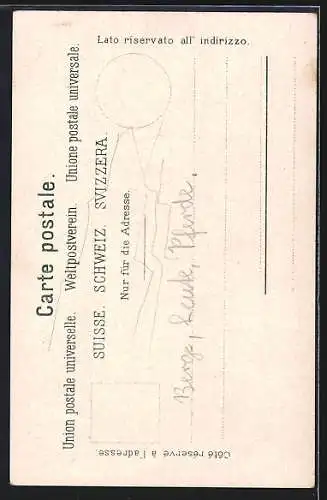 Carte postale.
Union postale universelle. Weltpostverein. Unione postale universale.
SUISSE. SCHWEIZ. SVIZZERA.
Nur für die Adresse.
Côté réservé à l'adresse.
Lato riservato all' indirizzo.
Berge, Leute, Pferde,